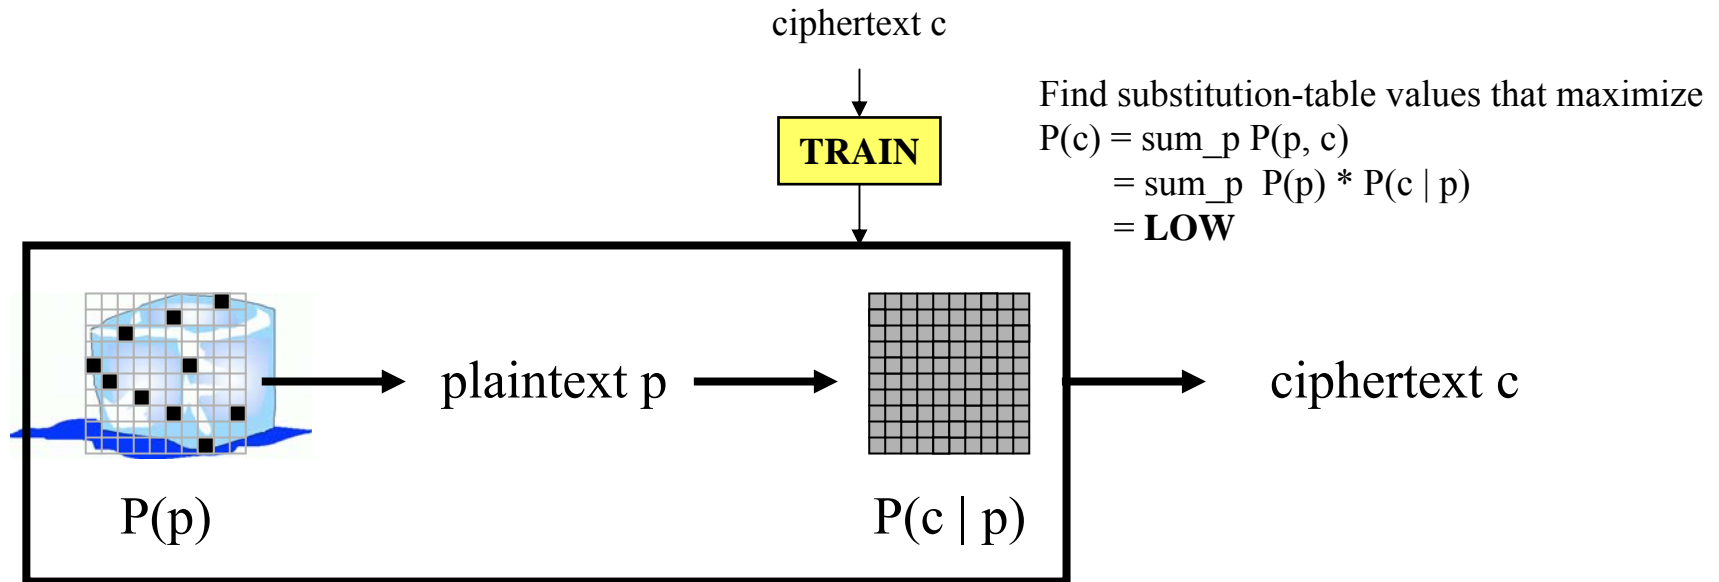 ciphertext c
TRAIN
Find substitution-table values that maximize
P(c) = sum_p P(p, c)
= sum_p P(p) * P(c | p)
= LOW
plaintext p
ciphertext c
P(p)
P(c | p)